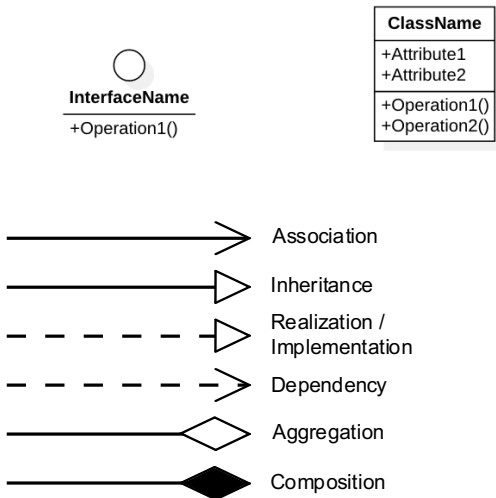 InterfaceName
+Operation1()
ClassName
+Attribute1
+Attribute2
+Operation1()
+Operation2()
Association
Inheritance
Realization /
Implementation
Dependency
Aggregation
Composition